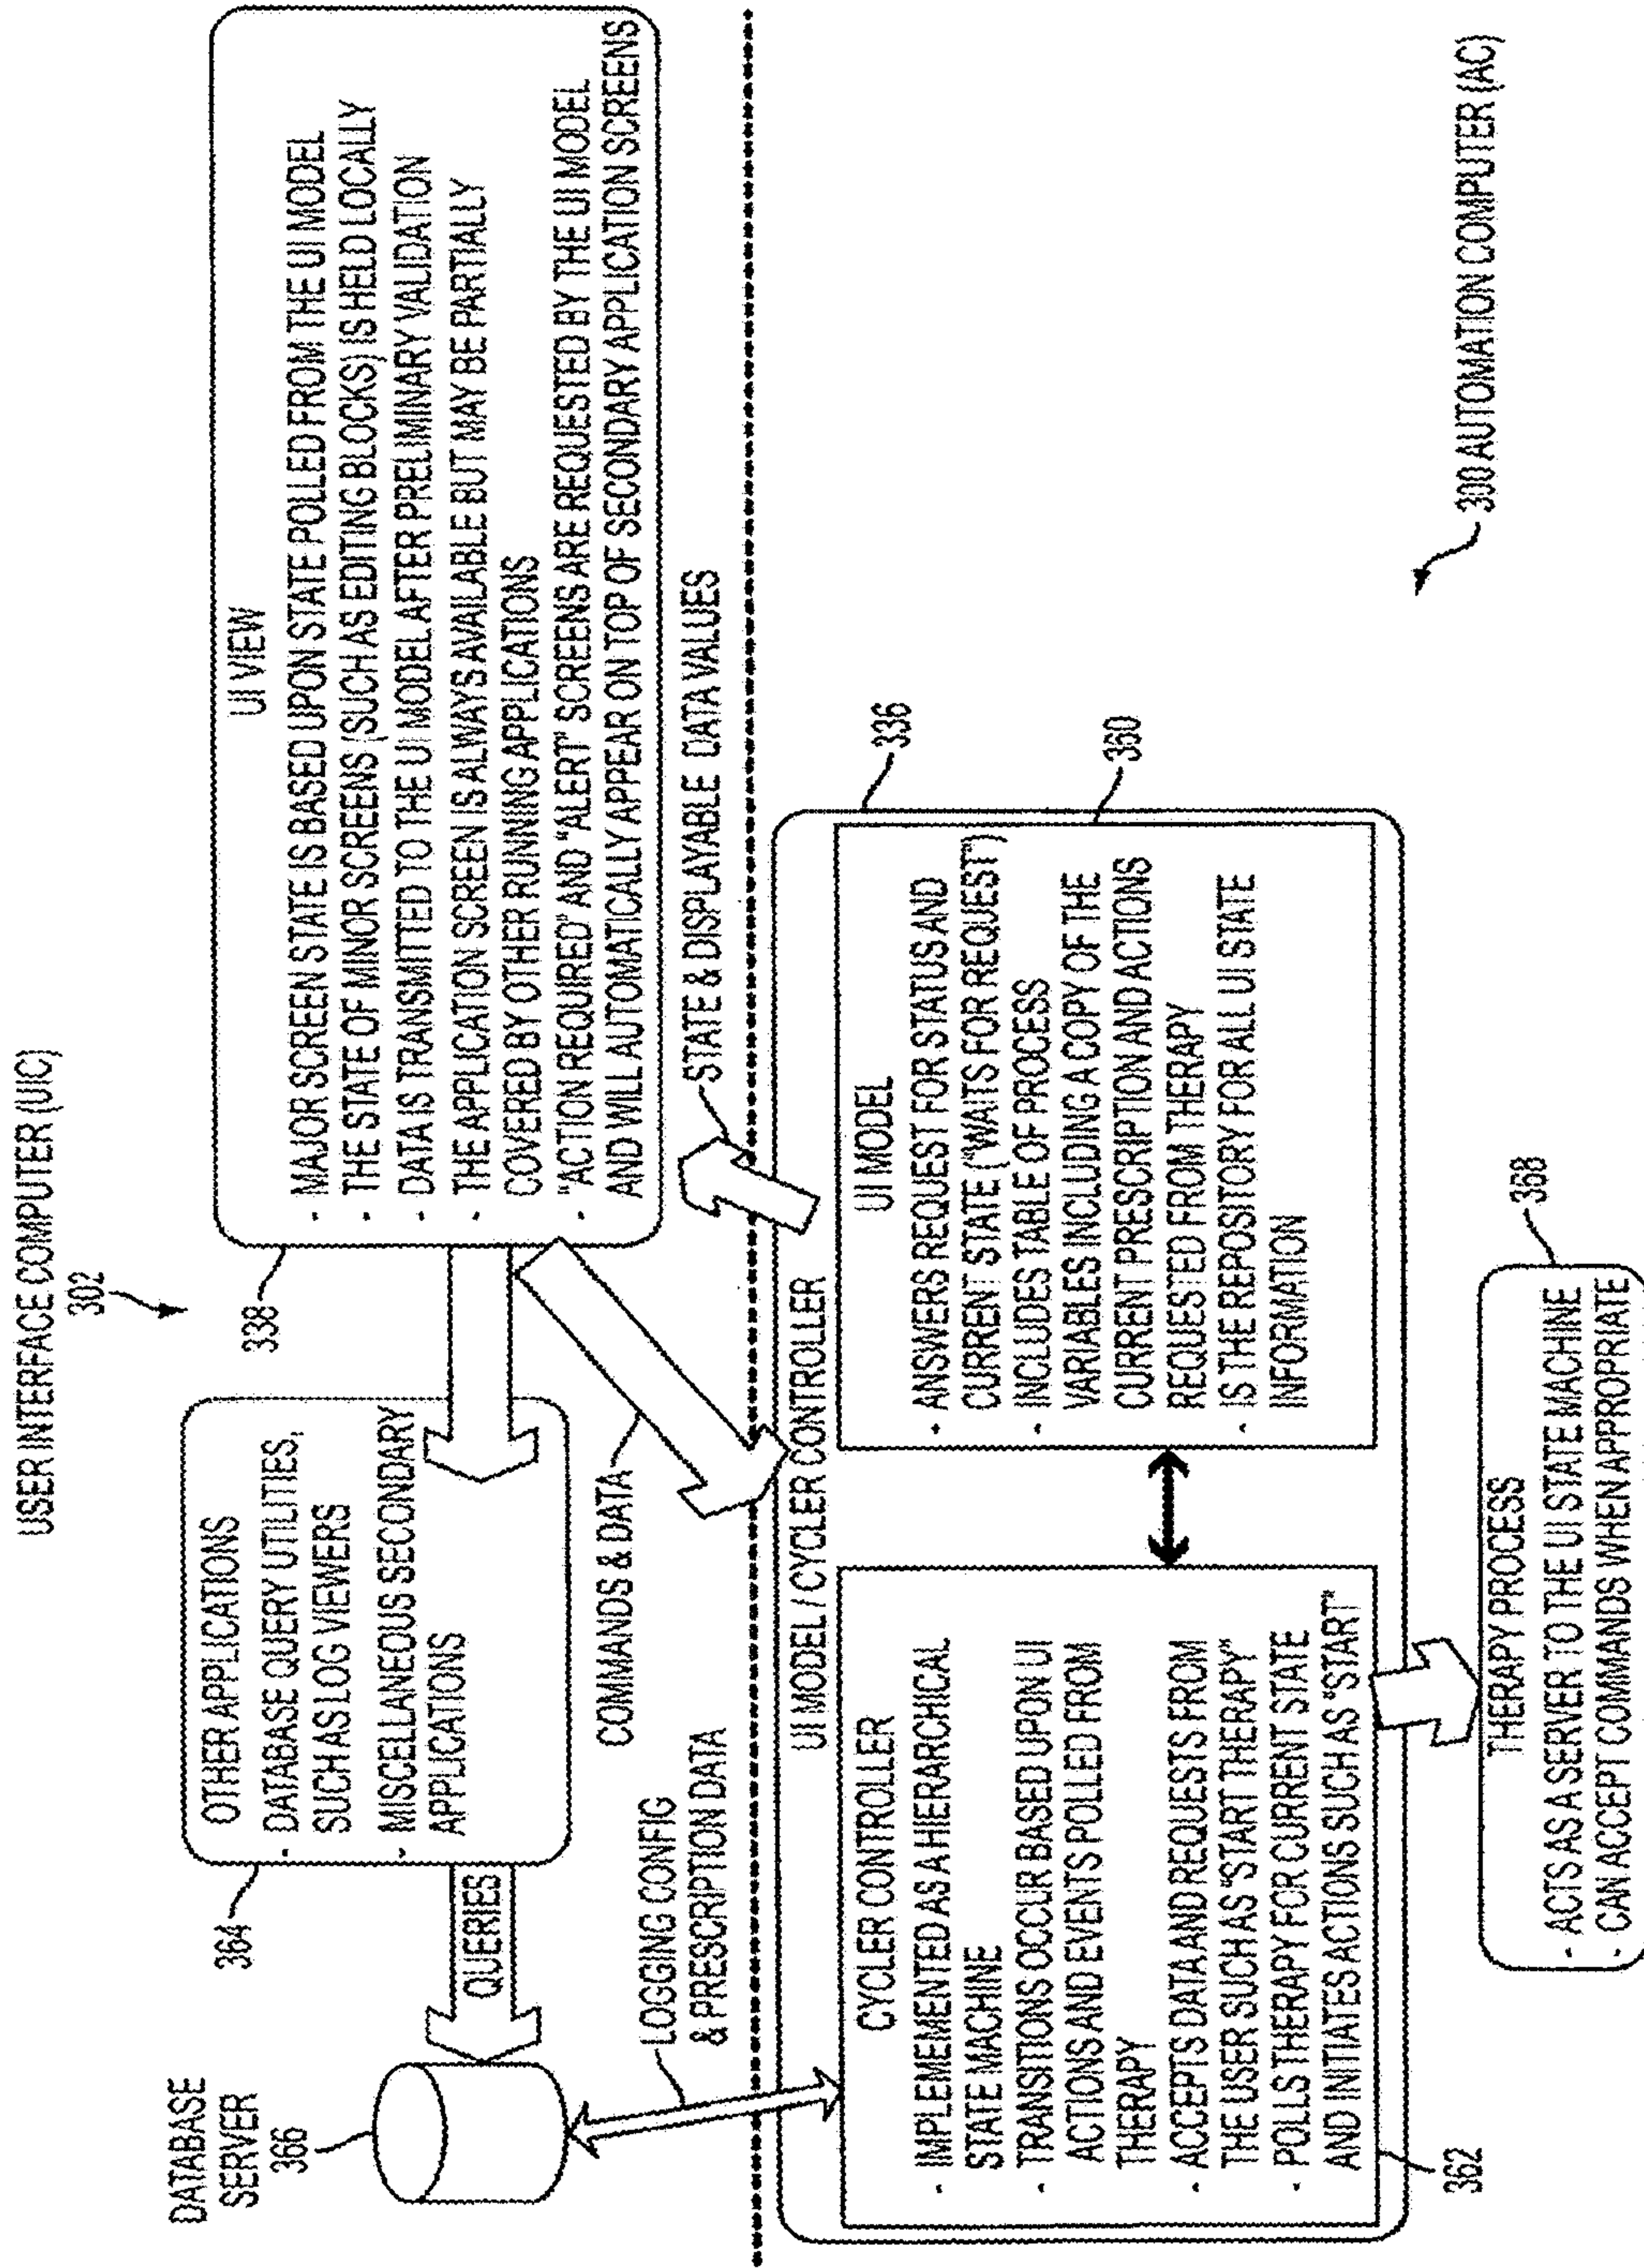 USER INTERFACE COMPUTER (UIC)
302
DATABASE
SERVER
366
QUERIES
364
OTHER APPLICATIONS
- DATABASE QUERY UTILITIES,
SUCH AS LOG VIEWERS
- MISCELLANEOUS SECONDARY
APPLICATIONS
338
UI VIEW
- MAJOR SCREEN STATE IS BASED UPON STATE POLLED FROM THE UI MODEL
- THE STATE OF MINOR SCREENS (SUCH AS EDITING BLOCKS) IS HELD LOCALLY
- DATA IS TRANSMITTED TO THE UI MODEL AFTER PRELIMINARY VALIDATION
- THE APPLICATION SCREEN IS ALWAYS AVAILABLE BUT MAY BE PARTIALLY
COVERED BY OTHER RUNNING APPLICATIONS
- "ACTION REQUIRED" AND "ALERT" SCREENS ARE REQUESTED BY THE UI MODEL
AND WILL AUTOMATICALLY APPEAR ON TOP OF SECONDARY APPLICATION SCREENS
LOGGING CONFIG
& PRESCRIPTION DATA
COMMANDS & DATA
STATE & DISPLAYABLE DATA VALUES
UI MODEL / CYCLER CONTROLLER
336
CYCLER CONTROLLER
- IMPLEMENTED AS A HIERARCHICAL
STATE MACHINE
- TRANSITIONS OCCUR BASED UPON UI
ACTIONS AND EVENTS POLLED FROM
THERAPY
- ACCEPTS DATA AND REQUESTS FROM
THE USER SUCH AS "START THERAPY"
- POLLS THERAPY FOR CURRENT STATE
AND INITIATES ACTIONS SUCH AS "START"
362
UI MODEL
- ANSWERS REQUEST FOR STATUS AND
CURRENT STATE ("WAITS FOR REQUEST")
- INCLUDES TABLE OF PROCESS
VARIABLES INCLUDING A COPY OF THE
CURRENT PRESCRIPTION AND ACTIONS
REQUESTED FROM THERAPY
- IS THE REPOSITORY FOR ALL UI STATE
INFORMATION
360
THERAPY PROCESS
- ACTS AS A SERVER TO THE UI STATE MACHINE
- CAN ACCEPT COMMANDS WHEN APPROPRIATE
368
300 AUTOMATION COMPUTER (AC)